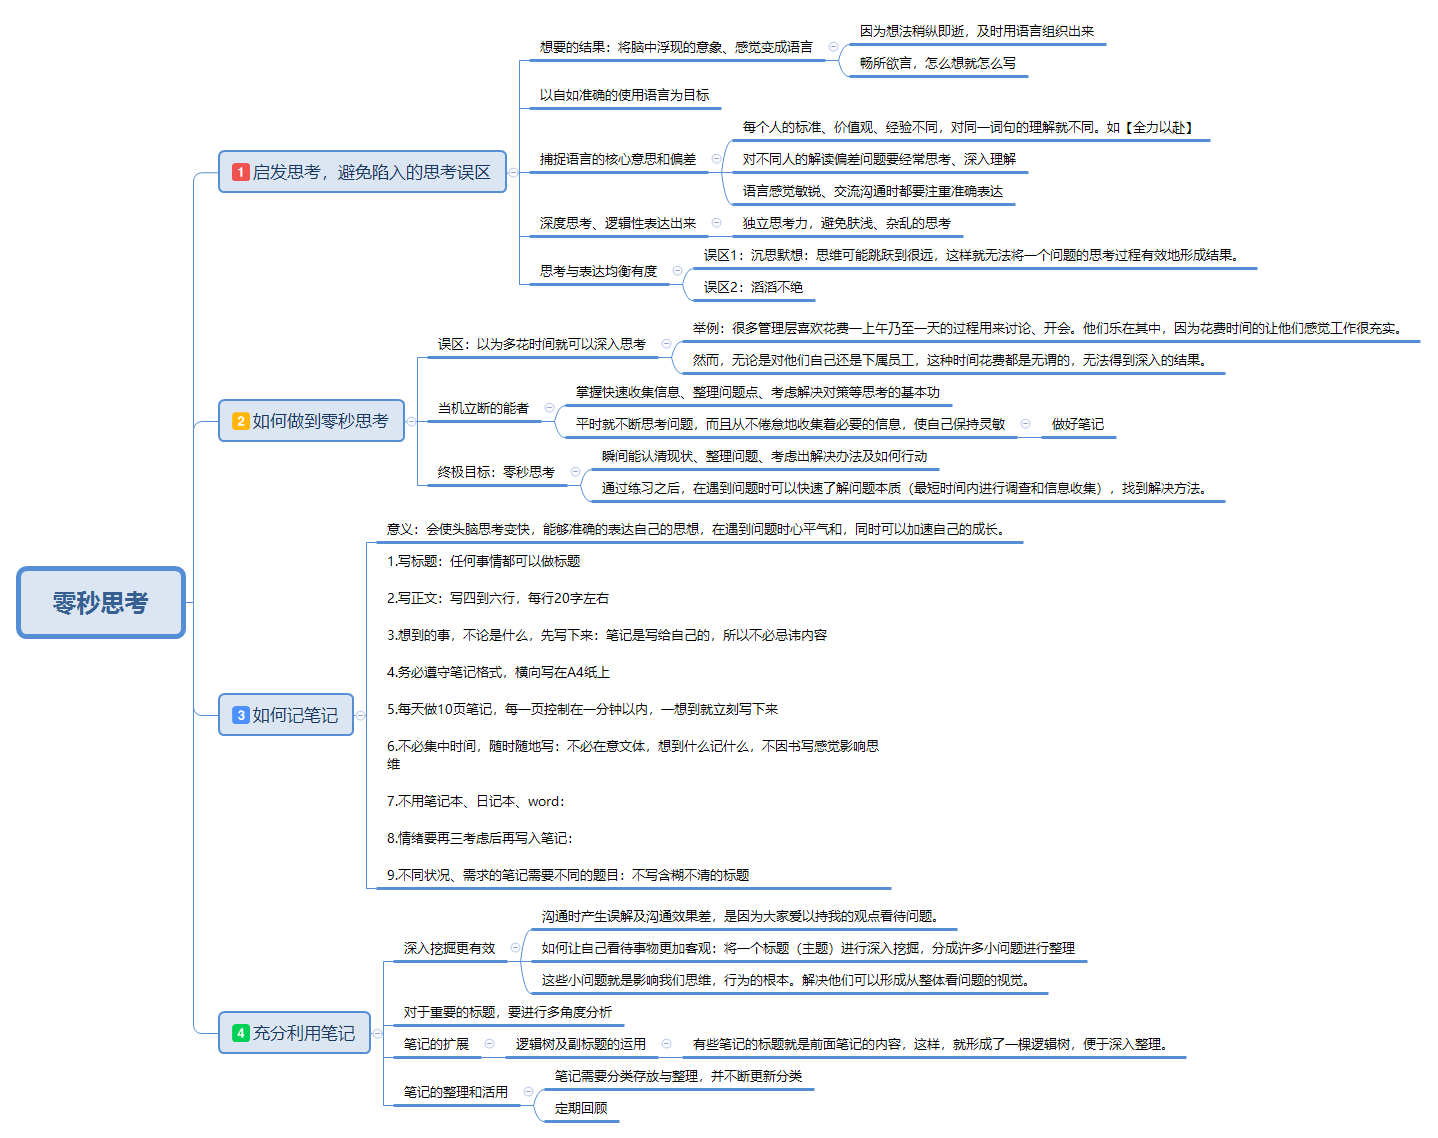 零秒思考
1 启发思考，避免陷入的思考误区
想要的结果：将脑中浮现的意象、感觉变成语言
因为想法稍纵即逝，及时用语言组织出来
畅所欲言，怎么想就怎么写
以自如准确的使用语言为目标
捕捉语言的核心意思和偏差
每个人的标准、价值观、经验不同，对同一词句的理解就不同。如【全力以赴】
对不同人的解读偏差问题要经常思考、深入理解
语言感觉敏锐、交流沟通时都要注重准确表达
深度思考、逻辑性表达出来
独立思考力，避免肤浅、杂乱的思考
思考与表达均衡有度
误区1：沉思默想：思维可能跳跃到很远，这样就无法将一个问题的思考过程有效地形成结果。
误区2：滔滔不绝
2 如何做到零秒思考
误区：以为多花时间就可以深入思考
举例：很多管理层喜欢花费一上午乃至一天的过程用来讨论、开会。他们乐在其中，因为花费时间的让他们感觉工作很充实。
然而，无论是对他们自己还是下属员工，这种时间花费都是无谓的，无法得到深入的结果。
当机立断的能者
掌握快速收集信息、整理问题点、考虑解决对策等思考的基本功
平时就不断思考问题，而且从不倦怠地收集着必要的信息，使自己保持灵敏
做好笔记
终极目标：零秒思考
瞬间能认清现状、整理问题、考虑出解决办法及如何行动
通过练习之后，在遇到问题时可以快速了解问题本质（最短时间内进行调查和信息收集），找到解决方法。
3 如何记笔记
意义：会使头脑思考变快，能够准确的表达自己的思想，在遇到问题时心平气和，同时可以加速自己的成长。
1.写标题：任何事情都可以做标题
2.写正文：写四到六行，每行20字左右
3.想到的事，不论是什么，先写下来：笔记是写给自己的，所以不必忌讳内容
4.务必遵守笔记格式，横向写在A4纸上
5.每天做10页笔记，每一页控制在一分钟以内，一想到就立刻写下来
6.不必集中时间，随时随地写：不必在意文体，想到什么记什么，不因书写感觉影响思
维
7.不用笔记本、日记本、word：
8.情绪要再三考虑后再写入笔记：
9.不同状况、需求的笔记需要不同的题目：不写含糊不清的标题
4 充分利用笔记
深入挖掘更有效
沟通时产生误解及沟通效果差，是因为大家爱以持我的观点看待问题。
如何让自己看待事物更加客观：将一个标题（主题）进行深入挖掘，分成许多小问题进行整理
这些小问题就是影响我们思维，行为的根本。解决他们可以形成从整体看问题的视觉。
对于重要的标题，要进行多角度分析
笔记的扩展
逻辑树及副标题的运用
有些笔记的标题就是前面笔记的内容，这样，就形成了一棵逻辑树，便于深入整理。
笔记的整理和活用
笔记需要分类存放与整理，并不断更新分类
定期回顾